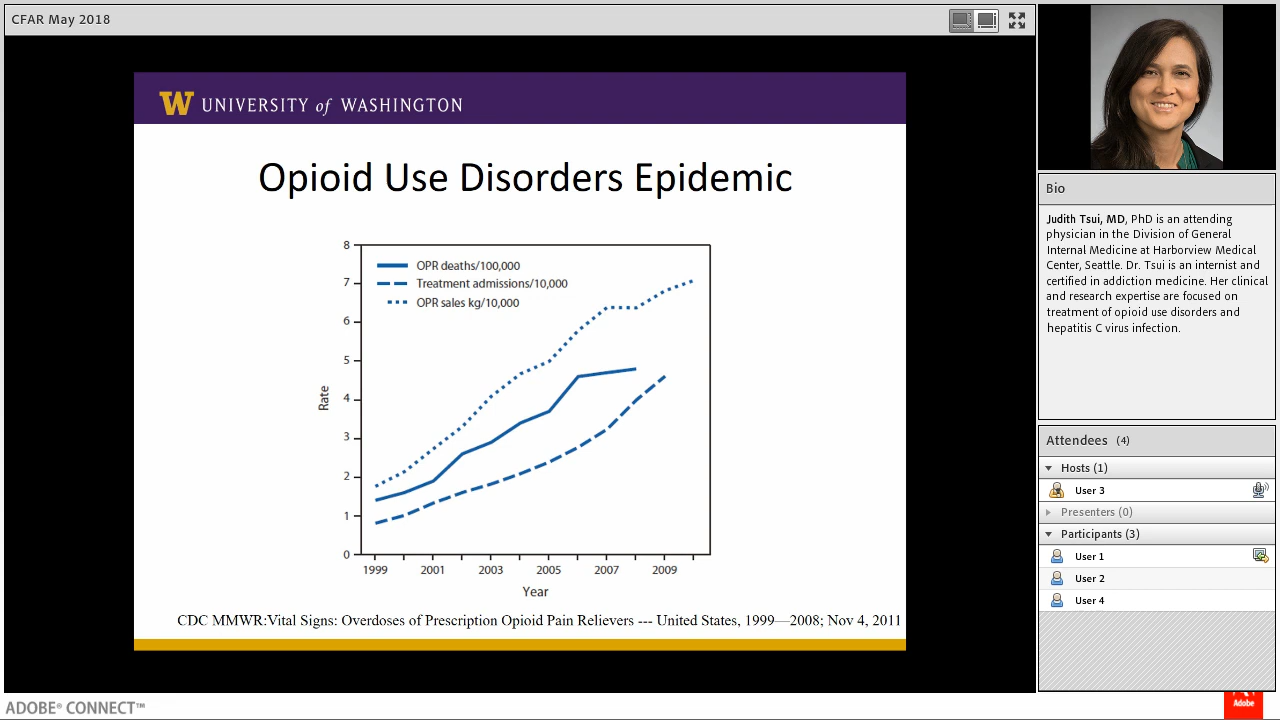 CFAR May 2018
W UNIVERSITY of WASHINGTON
Opioid Use Disorders Epidemic
8
7
6
5
4
3
2
1
0
Rate
OPR deaths/100,000
Treatment admissions/10,000
OPR sales kg/10,000
1999 2001 2003 2005 2007 2009
Year
CDC MMWR:Vital Signs: Overdoses of Prescription Opioid Pain Relievers --- United States, 1999—2008; Nov 4, 2011
Bio
Judith Tsui, MD, PhD is an attending
physician in the Division of General
Internal Medicine at Harborview Medical
Center, Seattle. Dr. Tsui is an internist and
certified in addiction medicine. Her clinical
and research expertise are focused on
treatment of opioid use disorders and
hepatitis C virus infection.
Attendees (4)
Hosts (1)
User 3
Presenters (0)
Participants (3)
User 1
User 2
User 4
ADOBE® CONNECT™
Adobe